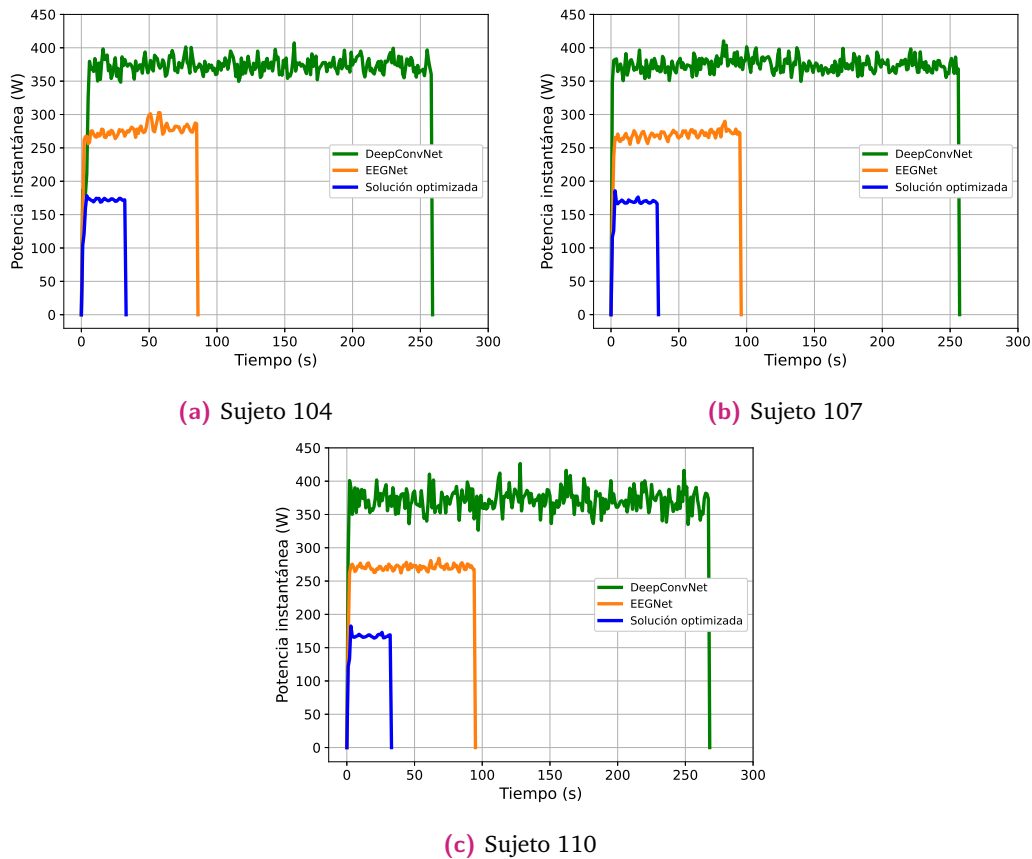 450
400
350
300
250
200
150
100
50
0
Potencia instantánea (W)
DeepConvNet
EEGNet
Solución optimizada
0 50 100 150 200 250 300
Tiempo (s)
(a) Sujeto 104
450
400
350
300
250
200
150
100
50
0
Potencia instantánea (W)
DeepConvNet
EEGNet
Solución optimizada
0 50 100 150 200 250 300
Tiempo (s)
(b) Sujeto 107
450
400
350
300
250
200
150
100
50
0
Potencia instantánea (W)
DeepConvNet
EEGNet
Solución optimizada
0 50 100 150 200 250 300
Tiempo (s)
(c) Sujeto 110